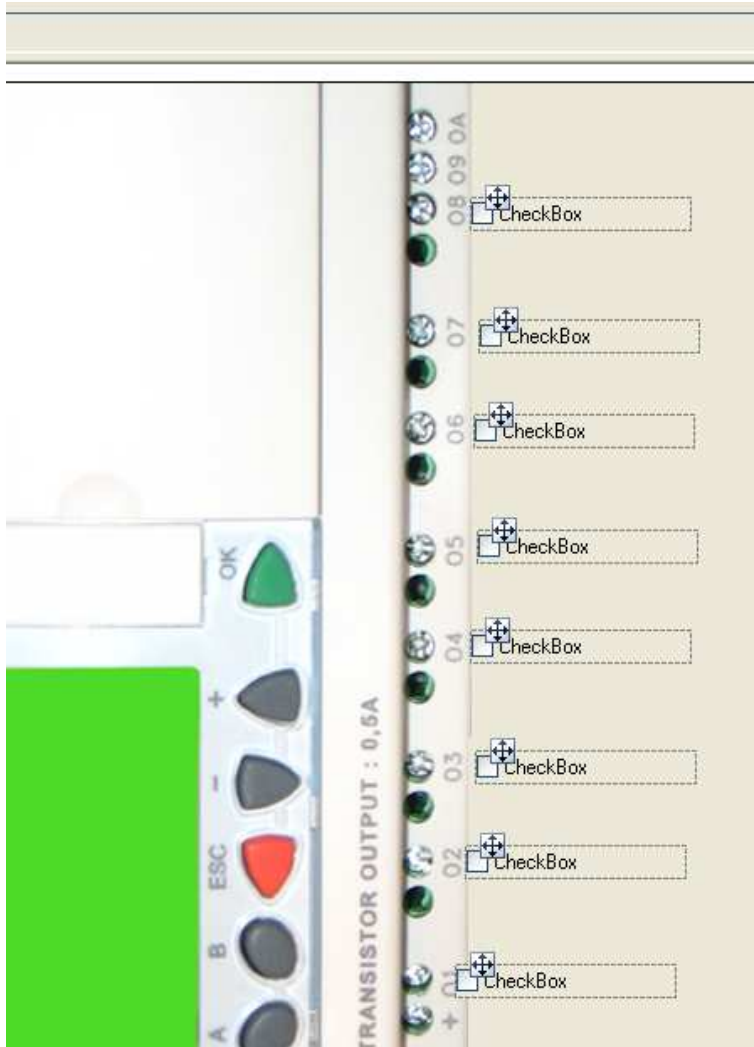 0A
09
08
CheckBox
07
CheckBox
06
CheckBox
05
CheckBox
OK
04
CheckBox
+
TRANSISTOR OUTPUT : 0,5A
03
CheckBox
-
ESC
02
CheckBox
B
01
CheckBox
A
+